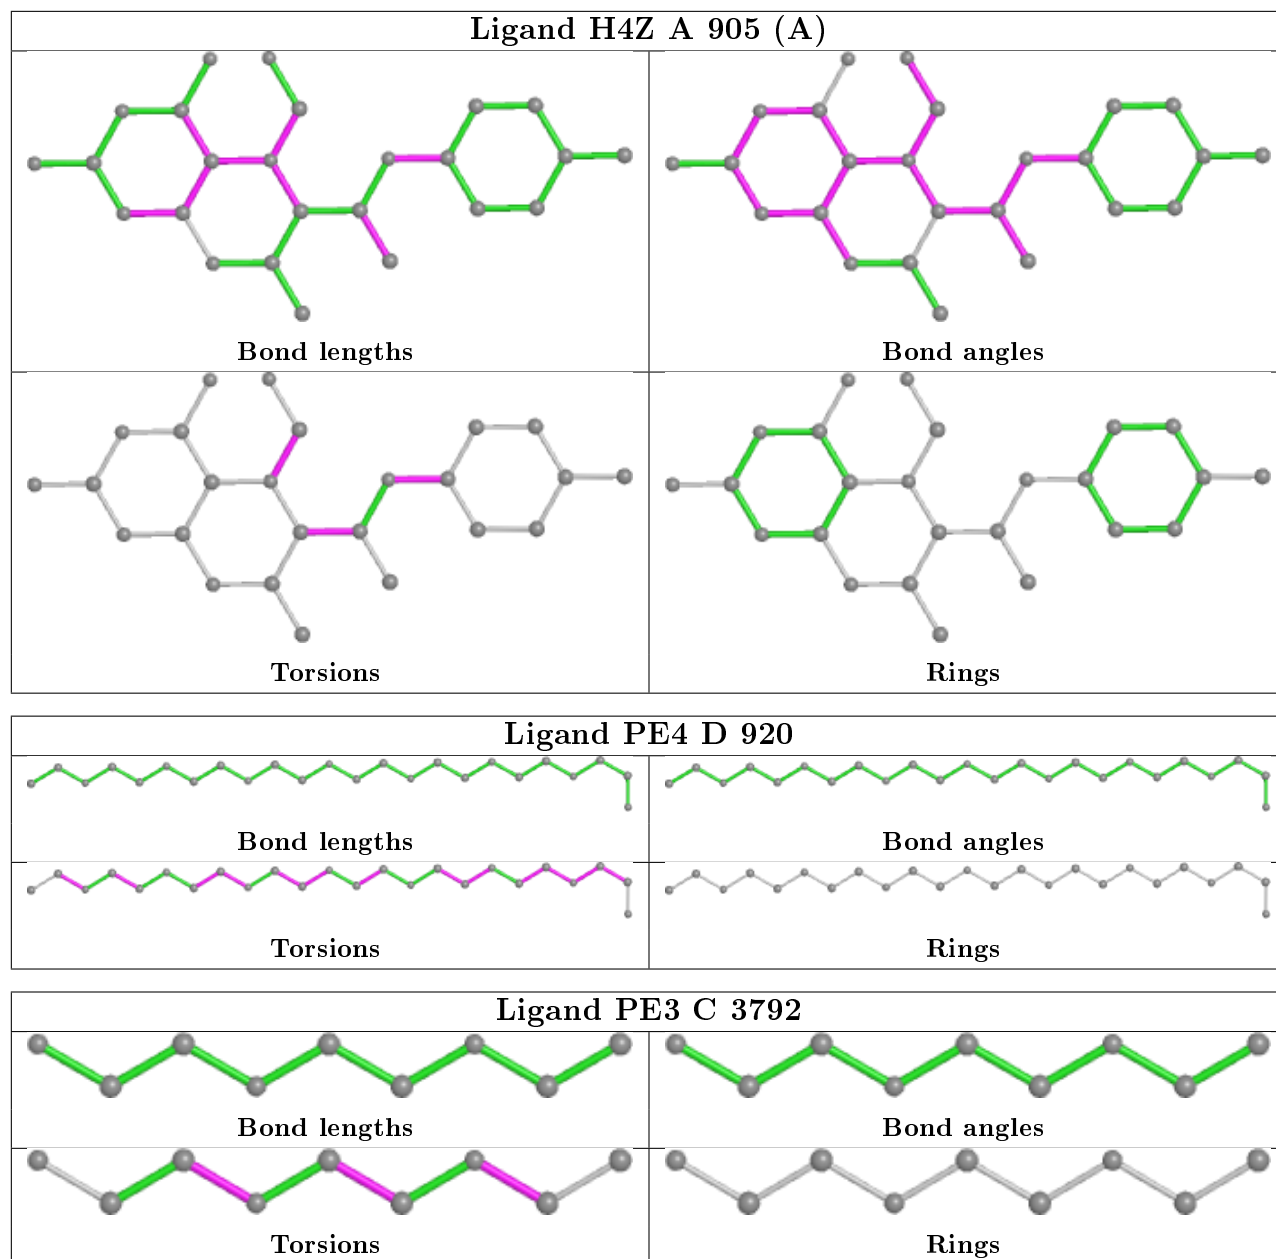 Ligand H4Z A 905 (A)
Bond lengths
Bond angles
Torsions
Rings
Ligand PE4 D 920
Bond lengths
Bond angles
Torsions
Rings
Ligand PE3 C 3792
Bond lengths
Bond angles
Torsions
Rings